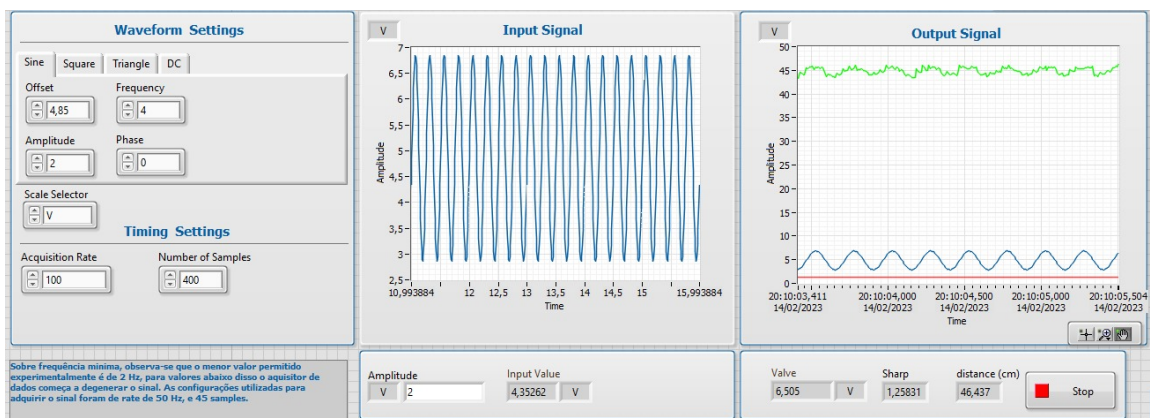 Waveform Settings
Sine Square Triangle DC
Offset Frequency
4,85 4
Amplitude Phase
2 0
Scale Selector
V
Timing Settings
Acquisition Rate Number of Samples
100 400
Sobre frequência mínima, observa-se que o menor valor permitido
experimentalmente é de 2 Hz, para valores abaixo disso o aquisitor de
dados começa a degenerar o sinal. As configurações utilizadas para
adquirir o sinal foram de rate de 50 Hz, e 45 samples.
V Input Signal
7
6,5
6
5,5
5
4,5
4
3,5
3
2,5
Amplitude
10,993884 12 12,5 13 13,5 14 14,5 15 15,993884
Time
Amplitude Input Value
V 2 4,35262 V
V Output Signal
50
45
40
35
30
25
20
15
10
5
0
Amplitude
20:10:03,411 20:10:04,000 20:10:04,500 20:10:05,000 20:10:05,504
14/02/2023 14/02/2023 14/02/2023 14/02/2023 14/02/2023
Time
Valve Sharp distance (cm)
6,505 V 1,25831 46,437 Stop